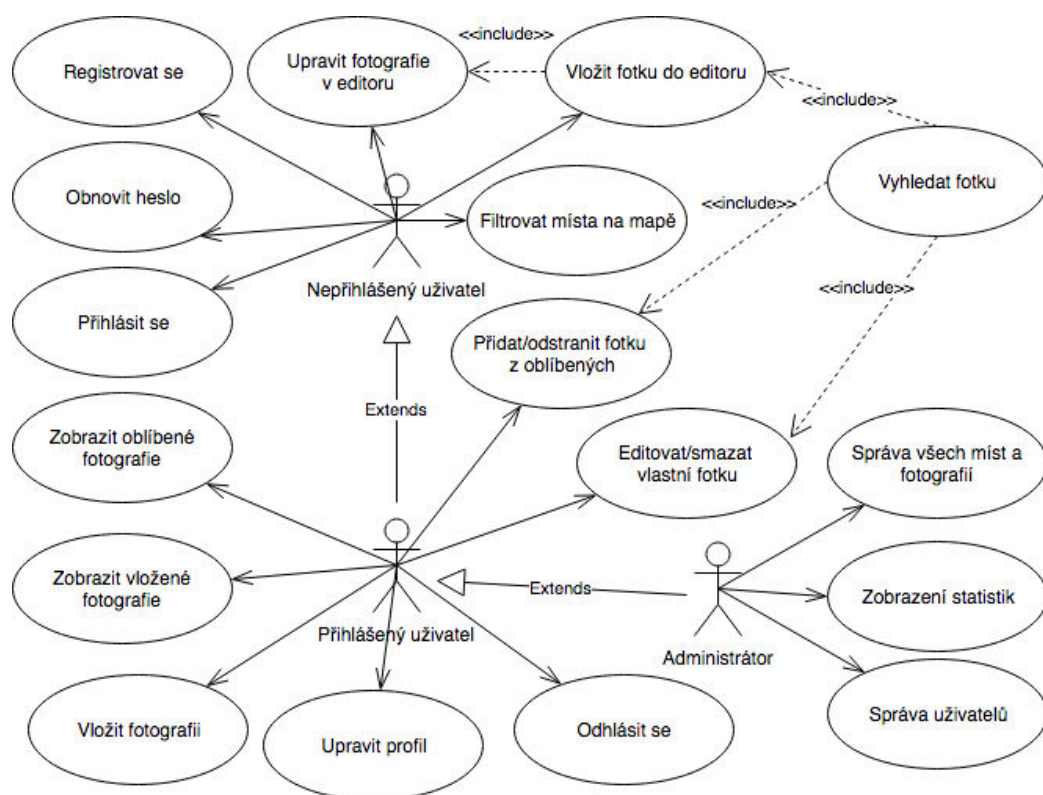 Registrovat se
Upravit fotografie
v editoru
<<include>>
Vložit fotku do editoru
<<include>>
Vyhledat fotku
Obnovit heslo
Filtrovat místa na mapě
<<include>>
Nepřihlášený uživatel
<<include>>
Přihlásit se
Přidat/odstranit fotku
z oblíbených
Extends
Zobrazit oblíbené
fotografie
Editovat/smazat
vlastní fotku
Správa všech míst a
fotografií
Zobrazit vložené
fotografie
Extends
Zobrazení statistik
Přihlášený uživatel
Administrátor
Vložit fotografii
Upravit profil
Odhlásit se
Správa uživatelů